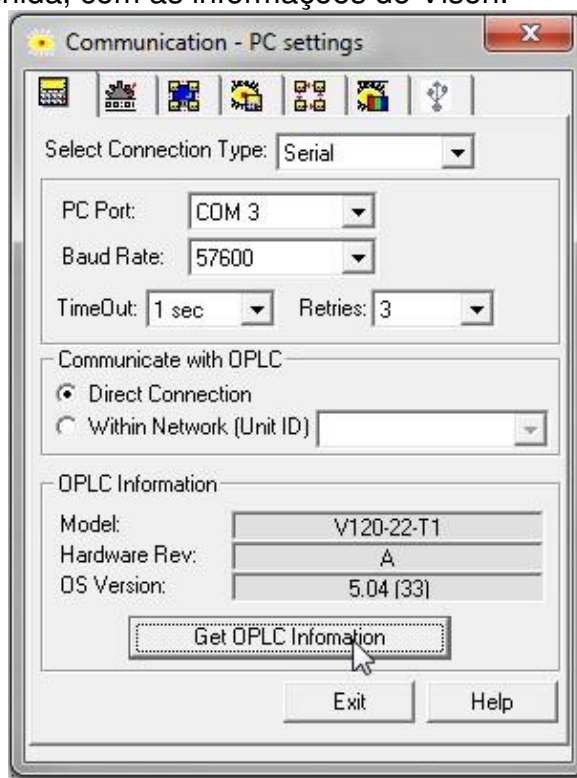 nida, com as informações do Vison.
Communication - PC settings
Select Connection Type: Serial
PC Port: COM 3
Baud Rate: 57600
TimeOut: 1 sec Retries: 3
Communicate with OPLC
Direct Connection
Within Network (Unit ID)
OPLC Information
Model: V120-22-T1
Hardware Rev: A
OS Version: 5.04 (33)
Get OPLC Infomation
Exit Help